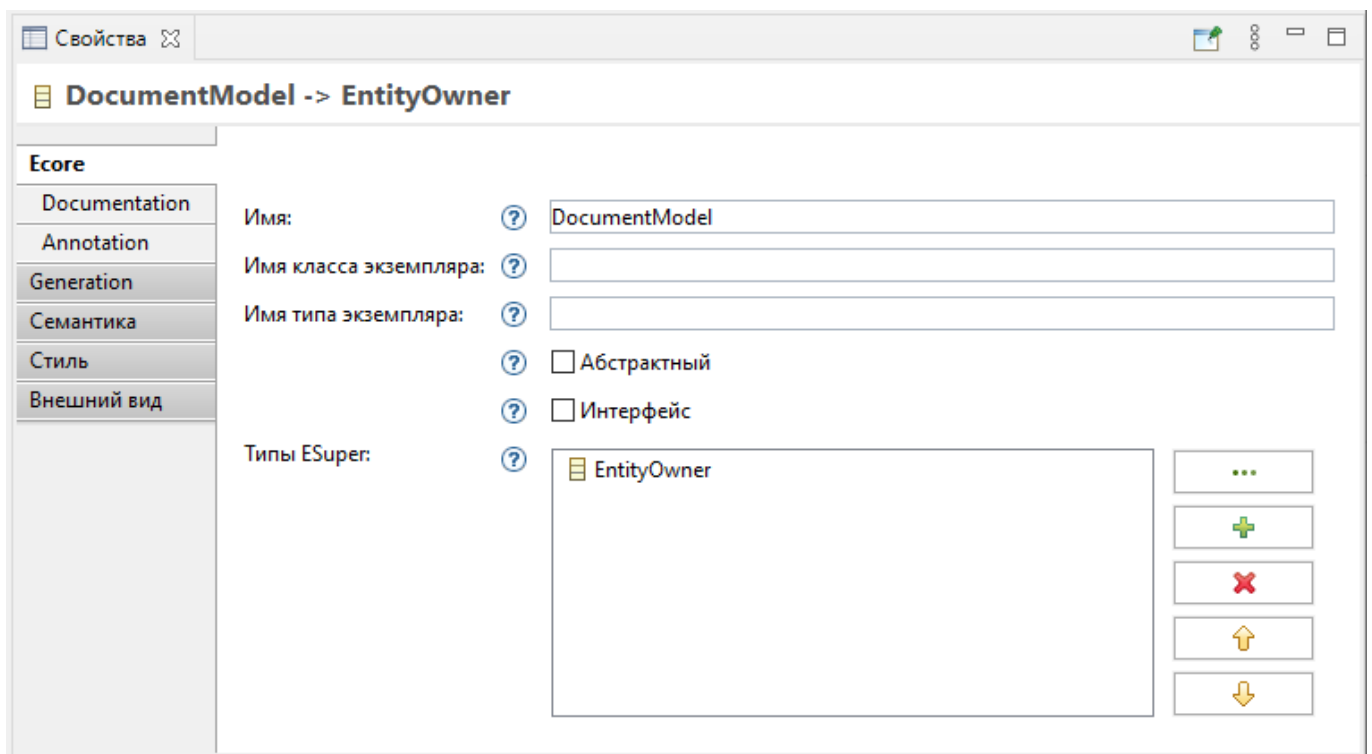 Свойства
DocumentModel -> EntityOwner
Ecore
Documentation
Annotation
Generation
Семантика
Стиль
Внешний вид
Имя: DocumentModel
Имя класса экземпляра:
Имя типа экземпляра:
Абстрактный
Интерфейс
Типы ESuper: EntityOwner